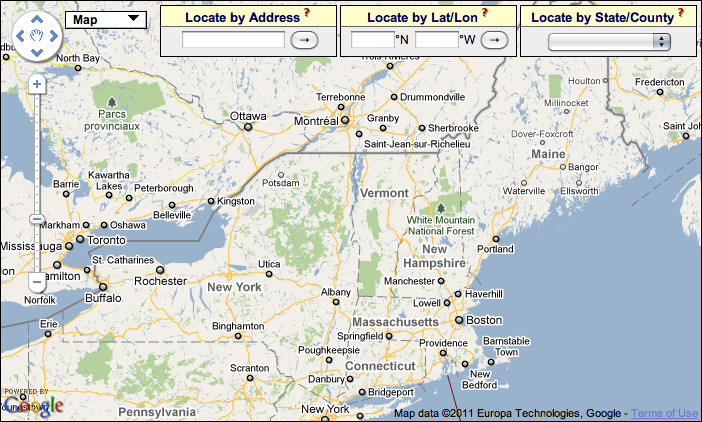 Map
Locate by Address ?
Locate by Lat/Lon ?
°N
°W
Locate by State/County ?
North Bay
Trois-Rivières
Houlton
Fredericton
Parcs
provinciaux
Terrebonne
Drummondville
Millinocket
Ottawa
Montréal
Granby
Sherbrooke
Saint-Jean-sur-Richelieu
Dover-Foxcroft
Saint Jo
Maine
Bangor
Kawartha
Lakes
Barrie
Peterborough
Potsdam
Vermont
Waterville
Ellsworth
Kingston
Belleville
White Mountain
National Forest
Markham
Oshawa
Mississauga
Toronto
Portland
New
Hampshire
St. Catharines
Hamilton
Rochester
Utica
New York
Manchester
Haverhill
Buffalo
Norfolk
Albany
Lowell
Erie
Binghamton
Massachusetts
Boston
Springfield
Providence
Barnstable
Town
Poughkeepsie
Connecticut
Scranton
Danbury
New
Bedford
Bridgeport
POWERED BY
Google
Youngstown
Pennsylvania
New York
Map data ©2011 Europa Technologies, Google - Terms of Use